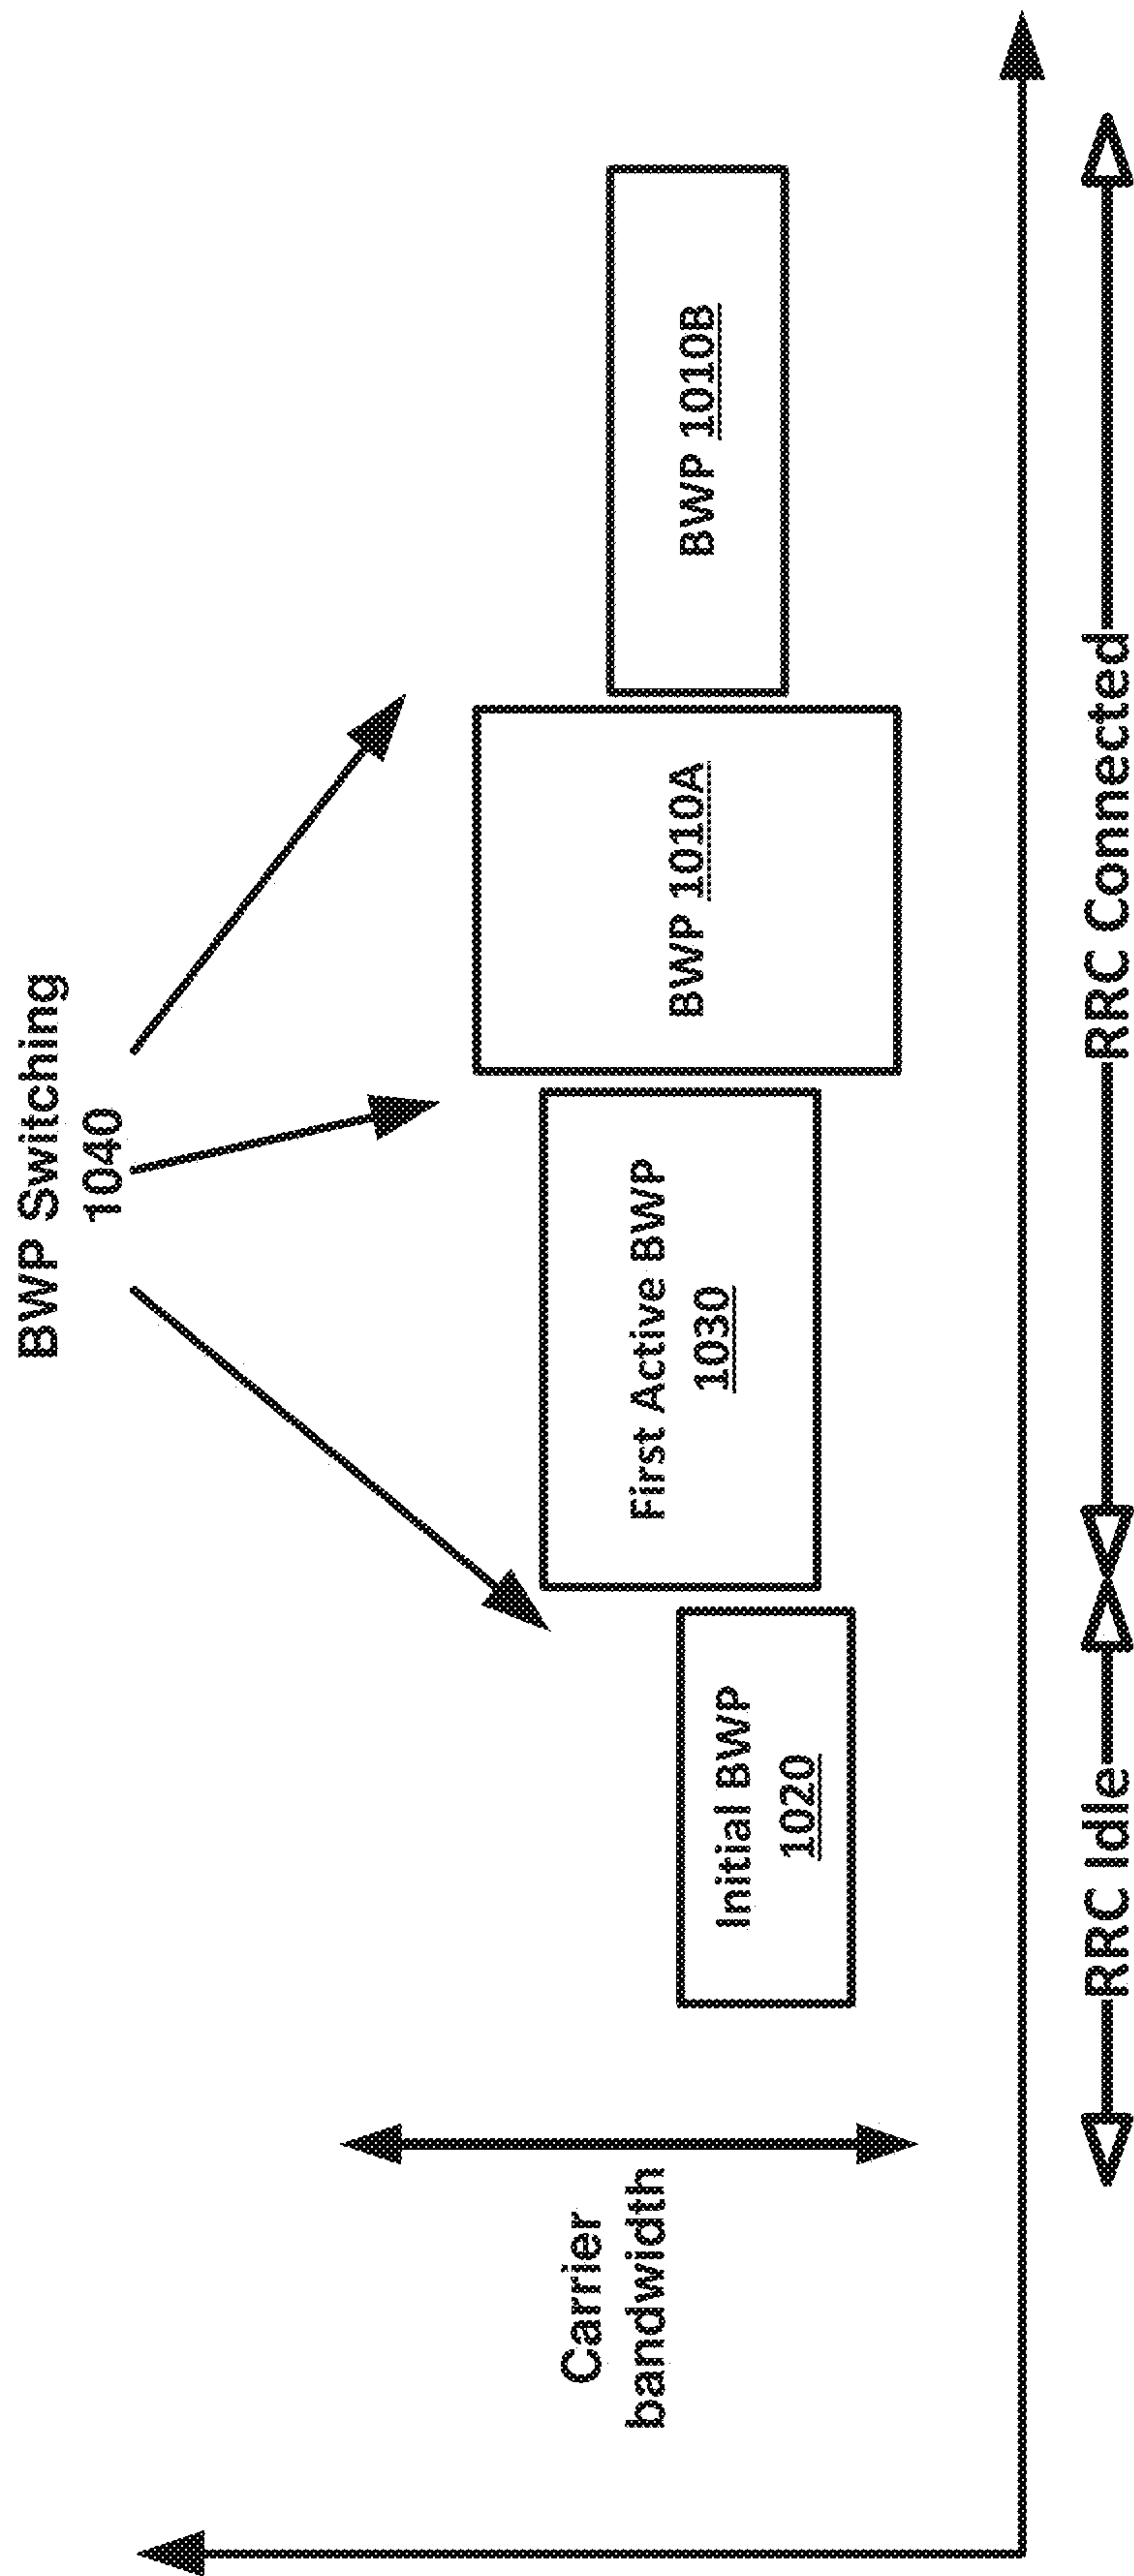 BWP Switching
1040
Carrier
bandwidth
Initial BWP
1020
First Active BWP
1030
BWP 1010A
BWP 1010B
RRC Idle
RRC Connected